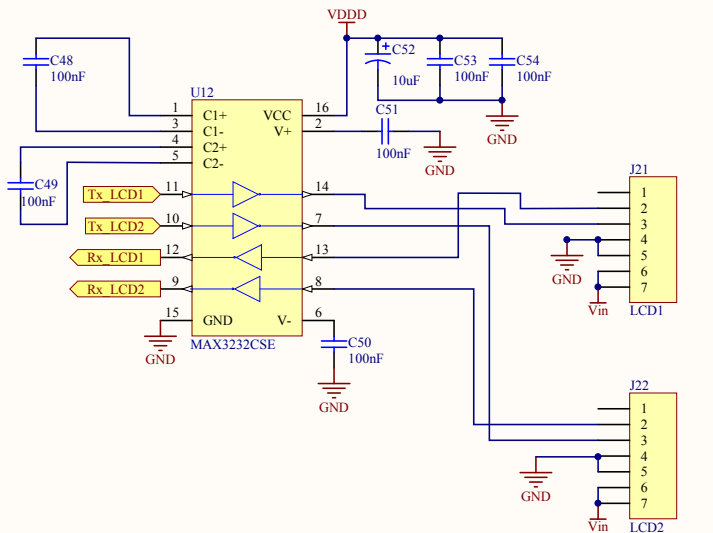 VDDD
C48
100nF
+
C52
10uF
C53
100nF
C54
100nF
U12
C51
100nF
GND
GND
1
C1+
VCC
16
3
C1-
V+
2
4
C2+
5
C2-
C49
100nF
Tx_LCD1
11
14
Tx_LCD2
10
7
Rx_LCD1
12
13
Rx_LCD2
9
8
15
GND
V-
6
GND
MAX3232CSE
C50
100nF
GND
J21
1
2
3
4
5
6
7
GND
Vin
LCD1
J22
1
2
3
4
5
6
7
GND
Vin
LCD2